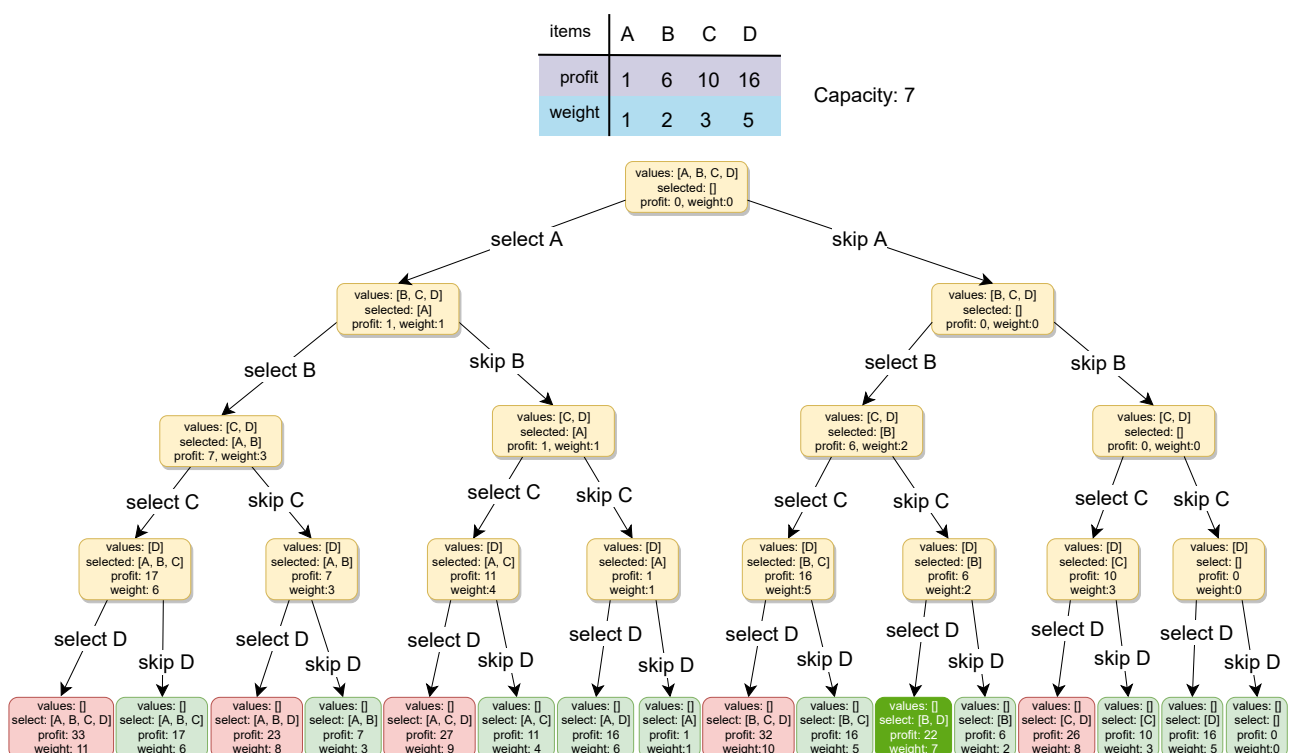 items A B C D
profit 1 6 10 16
weight 1 2 3 5
Capacity: 7
values: [A, B, C, D]
selected: []
profit: 0, weight:0
select A
skip A
values: [B, C, D]
selected: [A]
profit: 1, weight:1
values: [B, C, D]
selected: []
profit: 0, weight:0
select B
skip B
select B
skip B
values: [C, D]
selected: [A, B]
profit: 7, weight:3
values: [C, D]
selected: [A]
profit: 1, weight:1
values: [C, D]
selected: [B]
profit: 6, weight:2
values: [C, D]
selected: []
profit: 0, weight:0
select C
skip C
select C
skip C
select C
skip C
select C
skip C
values: [D]
selected: [A, B, C]
profit: 17
weight: 6
values: [D]
selected: [A, B]
profit: 7
weight:3
values: [D]
selected: [A, C]
profit: 11
weight:4
values: [D]
selected: [A]
profit: 1
weight:1
values: [D]
selected: [B, C]
profit: 16
weight:5
values: [D]
selected: [B]
profit: 6
weight:2
values: [D]
selected: [C]
profit: 10
weight:3
values: [D]
select: []
profit: 0
weight:0
select D
skip D
select D
skip D
select D
skip D
select D
skip D
select D
skip D
select D
skip D
select D
skip D
select D
skip D
values: []
select: [A, B, C, D]
profit: 33
weight: 11
values: []
select: [A, B, C]
profit: 17
weight: 6
values: []
select: [A, B, D]
profit: 23
weight: 8
values: []
select: [A, B]
profit: 7
weight: 3
values: []
select: [A, C, D]
profit: 27
weight: 9
values: []
select: [A, C]
profit: 11
weight: 4
values: []
select: [A, D]
profit: 16
weight: 6
values: []
select: [A]
profit: 1
weight:1
values: []
select: [B, C, D]
profit: 32
weight:10
values: []
select: [B, C]
profit: 16
weight: 5
values: []
select: [B, D]
profit: 22
weight: 7
values: []
select: [B]
profit: 6
weight: 2
values: []
select: [C, D]
profit: 26
weight: 8
values: []
select: [C]
profit: 10
weight: 3
values: []
select: [D]
profit: 16
weight: 5
values: []
select: []
profit: 0
weight:0